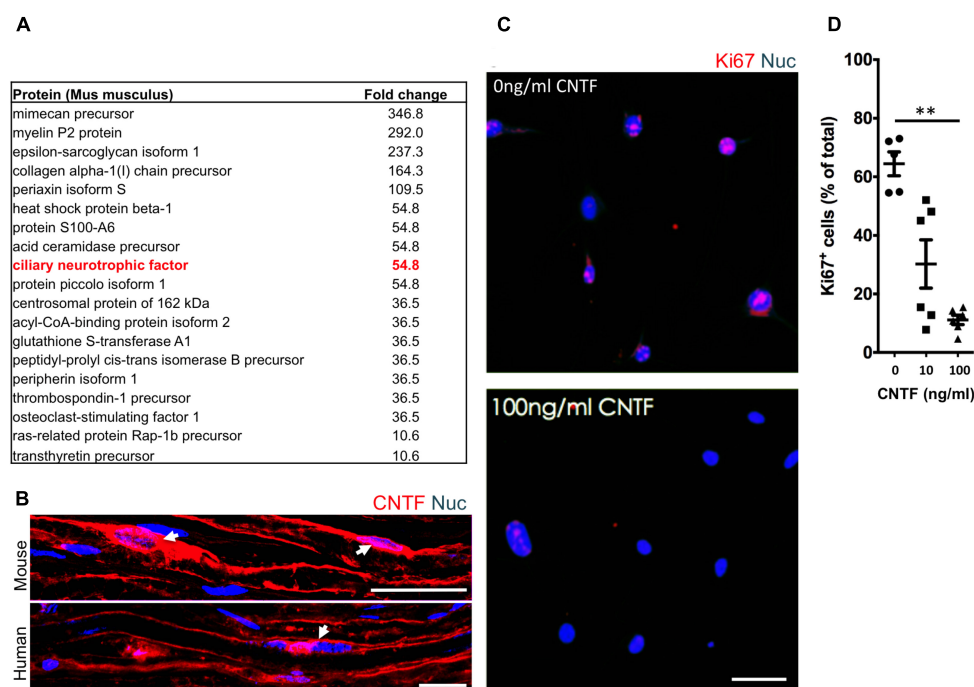 A
Protein (Mus musculus) Fold change
mimecan precursor 346.8
myelin P2 protein 292.0
epsilon-sarcoglycan isoform 1 237.3
collagen alpha-1(I) chain precursor 164.3
periaxin isoform S 109.5
heat shock protein beta-1 54.8
protein S100-A6 54.8
acid ceramidase precursor 54.8
ciliary neurotrophic factor 54.8
protein piccolo isoform 1 54.8
centrosomal protein of 162 kDa 36.5
acyl-CoA-binding protein isoform 2 36.5
glutathione S-transferase A1 36.5
peptidyl-prolyl cis-trans isomerase B precursor 36.5
peripherin isoform 1 36.5
thrombospondin-1 precursor 36.5
osteoclast-stimulating factor 1 36.5
ras-related protein Rap-1b precursor 10.6
transthyretin precursor 10.6
B
CNTF Nuc
Mouse
Human
C
Ki67 Nuc
0ng/ml CNTF
100ng/ml CNTF
D
Ki67+ cells (% of total)
100
80
60
40
20
0
**
0 10 100
CNTF (ng/ml)